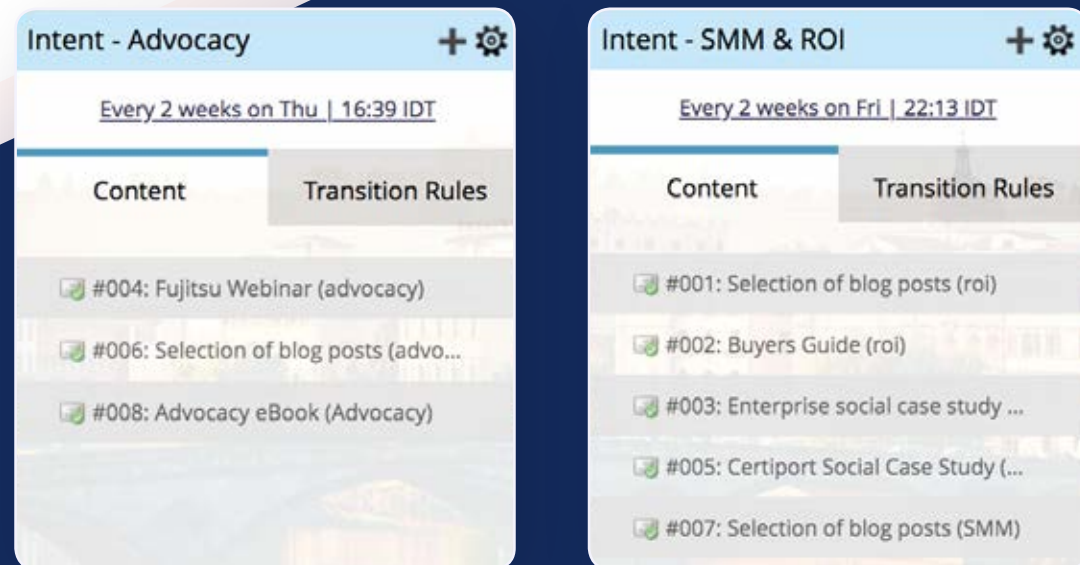 Intent - Advocacy
Every 2 weeks on Thu | 16:39 IDT
Content Transition Rules
#004: Fujitsu Webinar (advocacy)
#006: Selection of blog posts (advo...
#008: Advocacy eBook (Advocacy)
Intent - SMM & ROI
Every 2 weeks on Fri | 22:13 IDT
Content Transition Rules
#001: Selection of blog posts (roi)
#002: Buyers Guide (roi)
#003: Enterprise social case study ...
#005: Certiport Social Case Study (...
#007: Selection of blog posts (SMM)